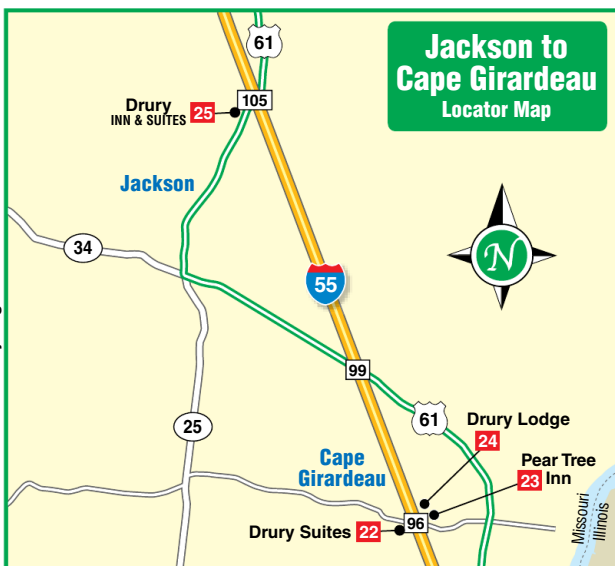 Jackson to
Cape Girardeau
Locator Map
61
105
Drury
INN & SUITES 25
Jackson
34
N
55
99
61
25
Drury Lodge
24
Cape
Girardeau
Pear Tree
23 Inn
96
Drury Suites 22
Missouri
Illinois